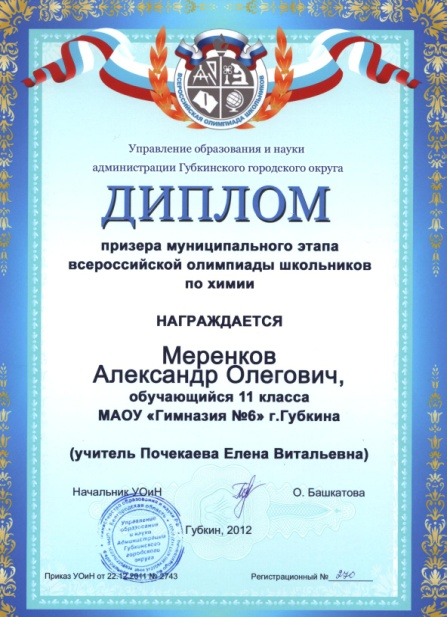 ВСЕРОССИЙСКАЯ ОЛИМПИАДА ШКОЛЬНИКОВ
Управление образования и науки
администрации Губкинского городского округа
ДИПЛОМ
призера муниципального этапа
всероссийской олимпиады школьников
по химии
НАГРАЖДАЕТСЯ
Меренков
Александр Олегович,
обучающийся 11 класса
МАОУ «Гимназия №6» г.Губкина
(учитель Почекаева Елена Витальевна)
Начальник УОиН О. Башкатова
Управление
образования
и науки
Администрации
Губкинского
городского
округа
Губкин, 2012
Приказ УОиН от 22.12.2011 № 2743 Регистрационный № 270